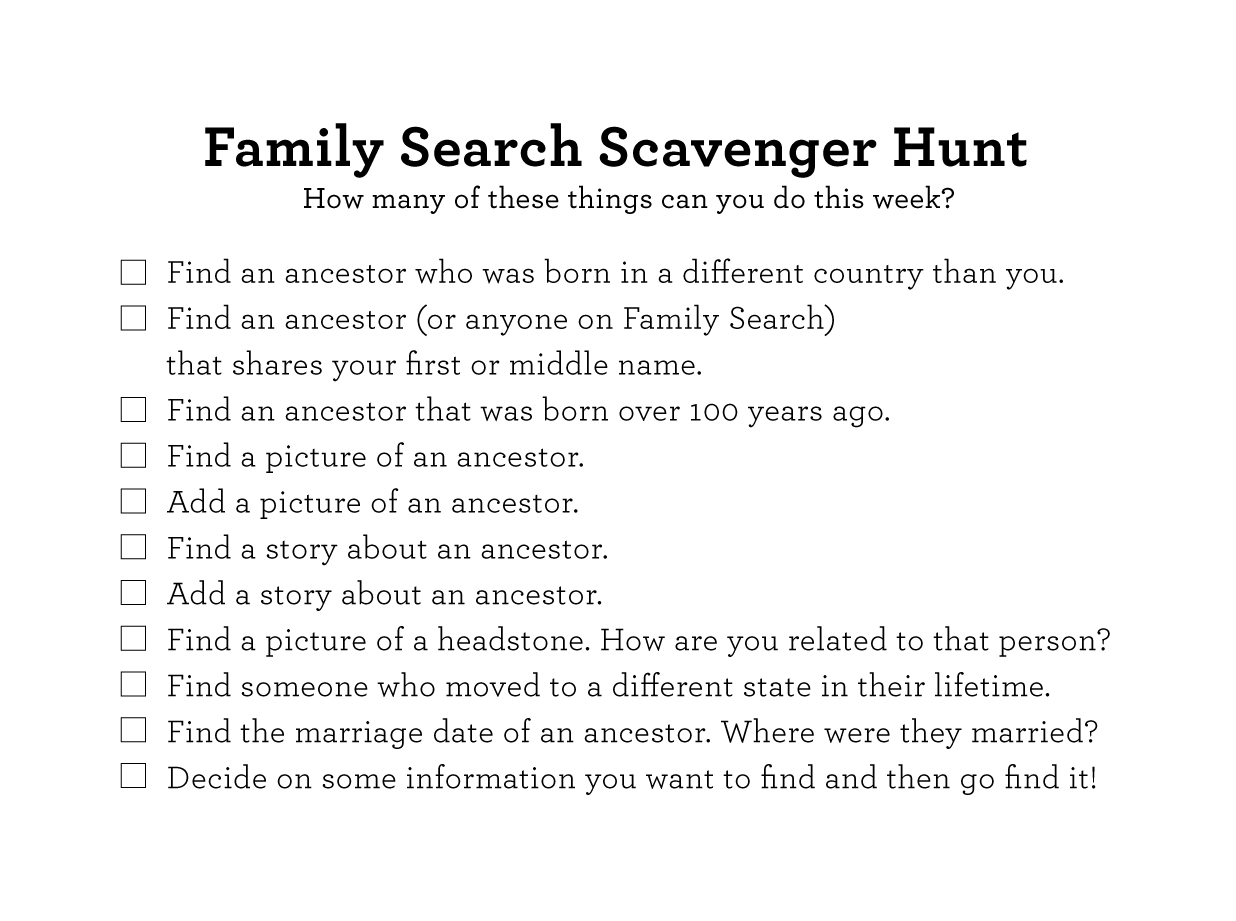 Family Search Scavenger Hunt
How many of these things can you do this week?
Find an ancestor who was born in a different country than you.
Find an ancestor (or anyone on Family Search)
that shares your first or middle name.
Find an ancestor that was born over 100 years ago.
Find a picture of an ancestor.
Add a picture of an ancestor.
Find a story about an ancestor.
Add a story about an ancestor.
Find a picture of a headstone. How are you related to that person?
Find someone who moved to a different state in their lifetime.
Find the marriage date of an ancestor. Where were they married?
Decide on some information you want to find and then go find it!